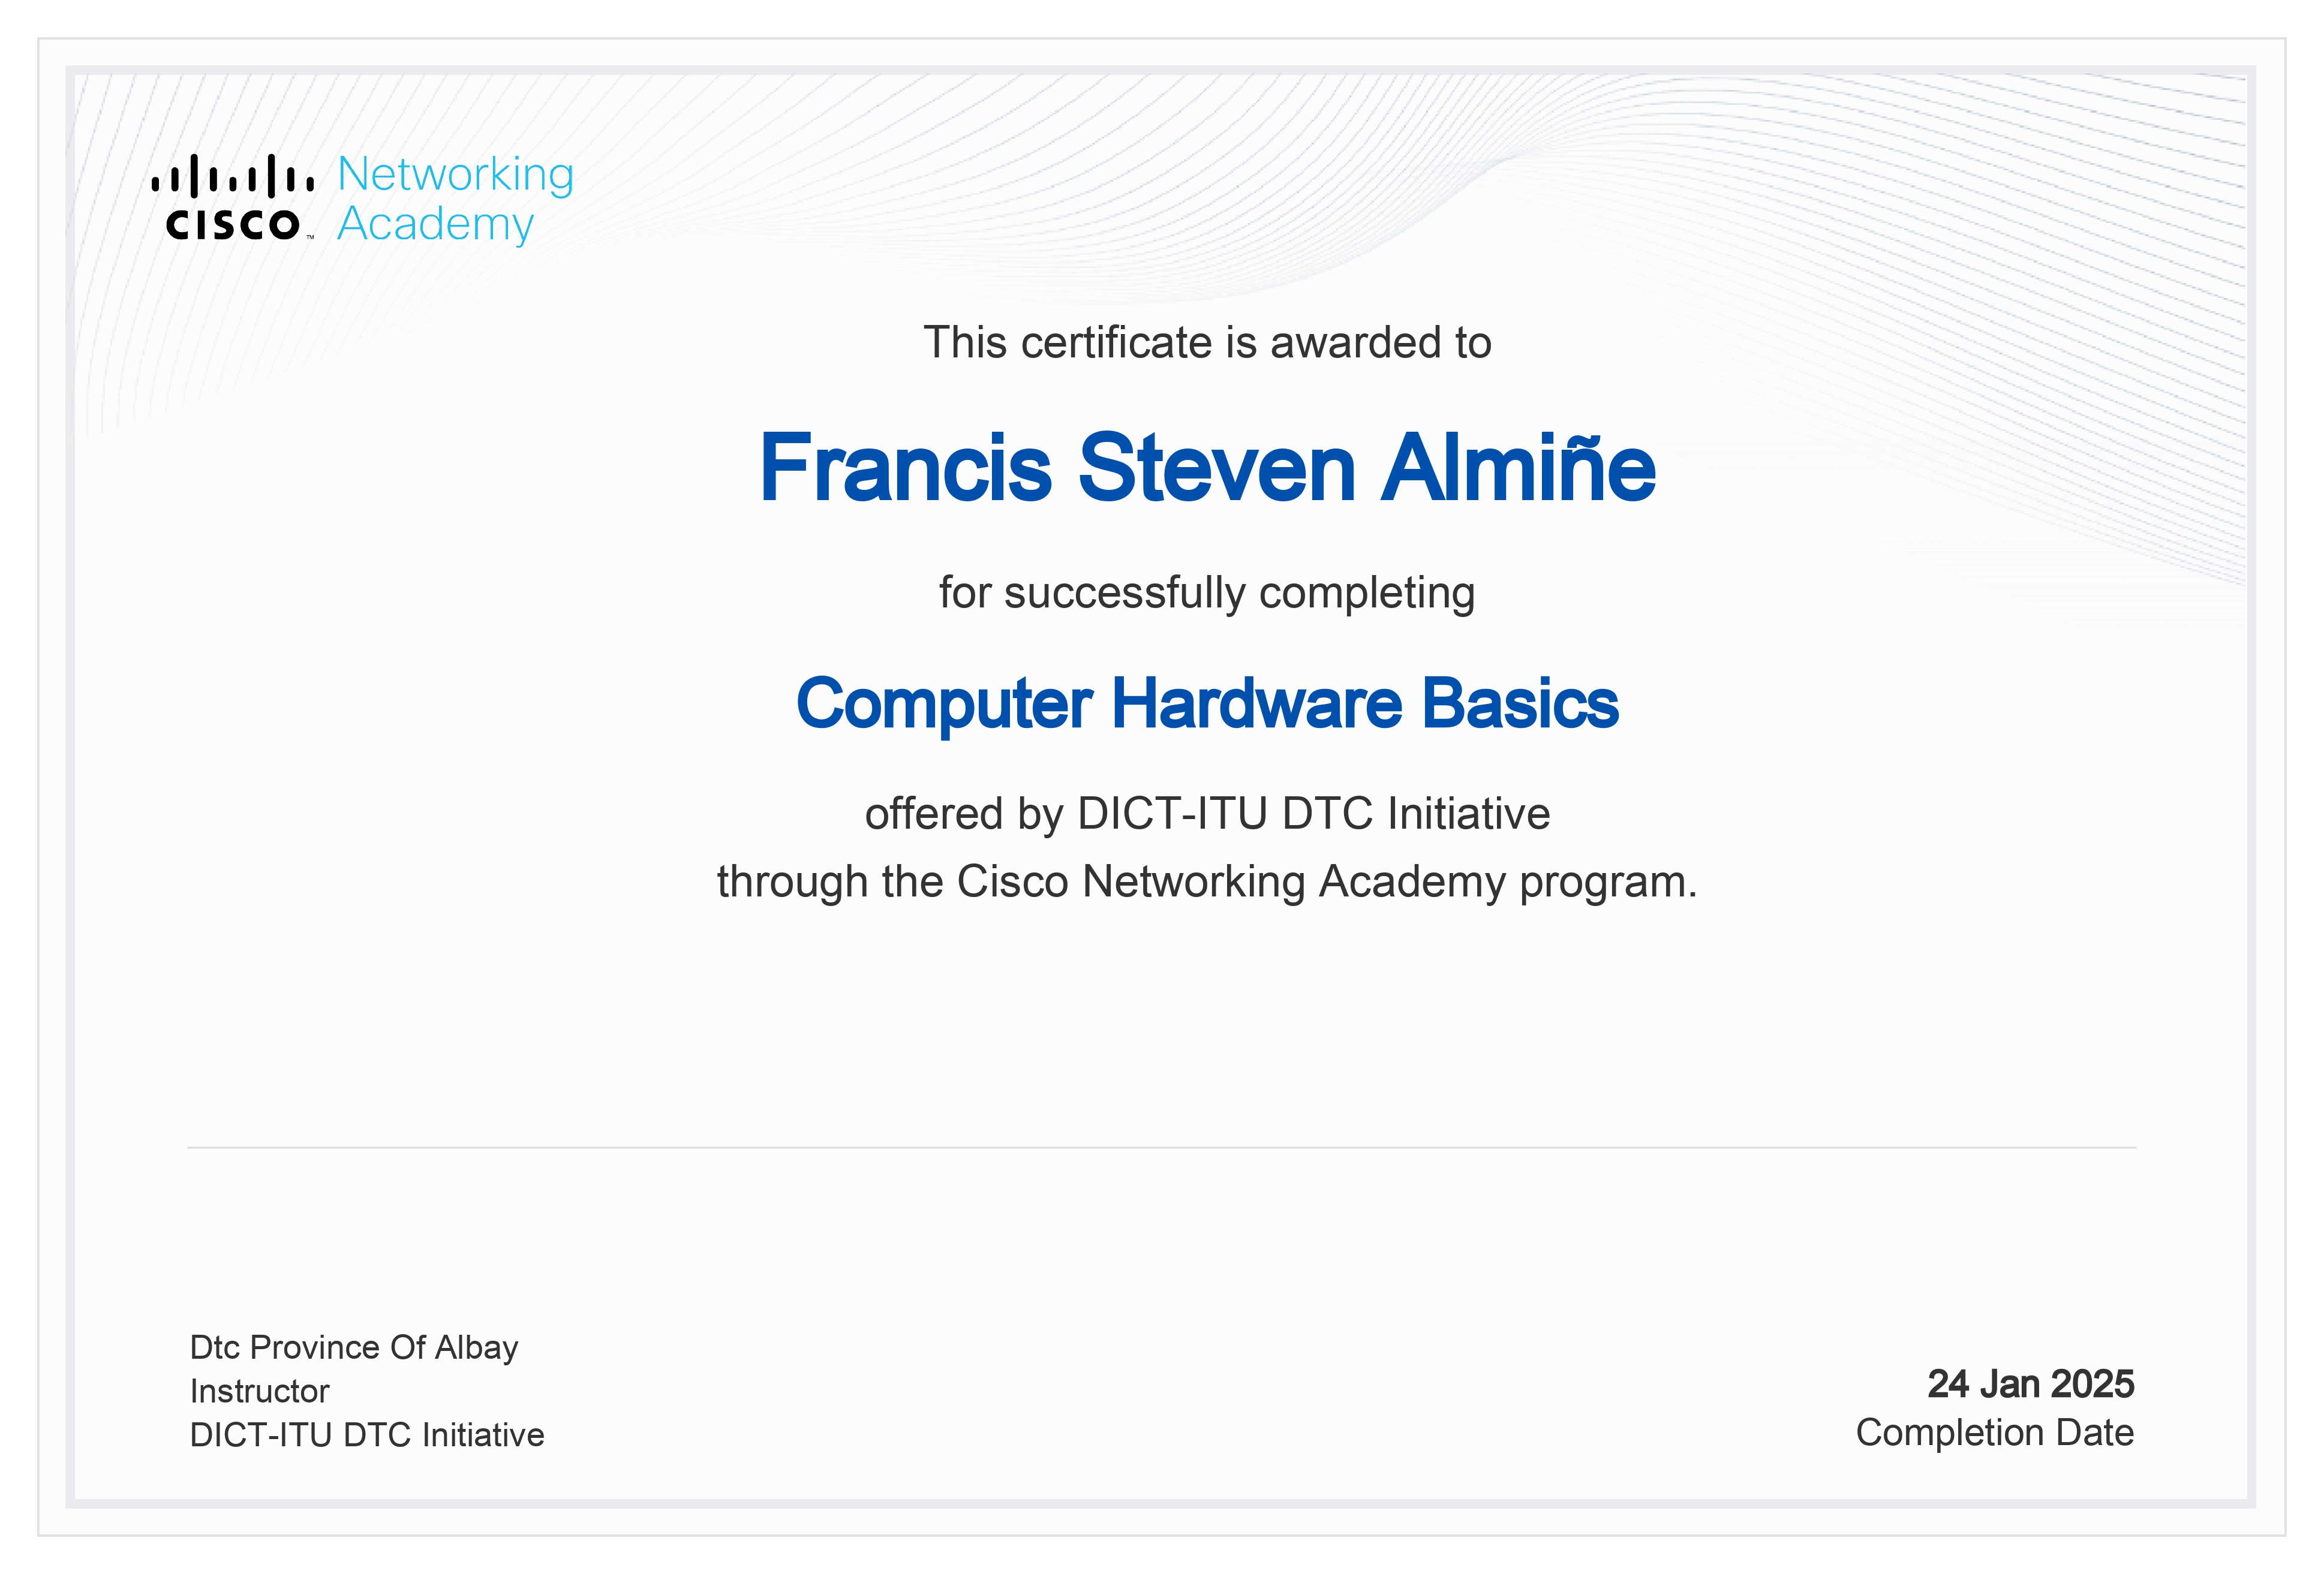 CISCO™
Networking
Academy
This certificate is awarded to
Francis Steven Almiñe
for successfully completing
Computer Hardware Basics
offered by DICT-ITU DTC Initiative
through the Cisco Networking Academy program.
Dtc Province Of Albay
Instructor
DICT-ITU DTC Initiative
24 Jan 2025
Completion Date